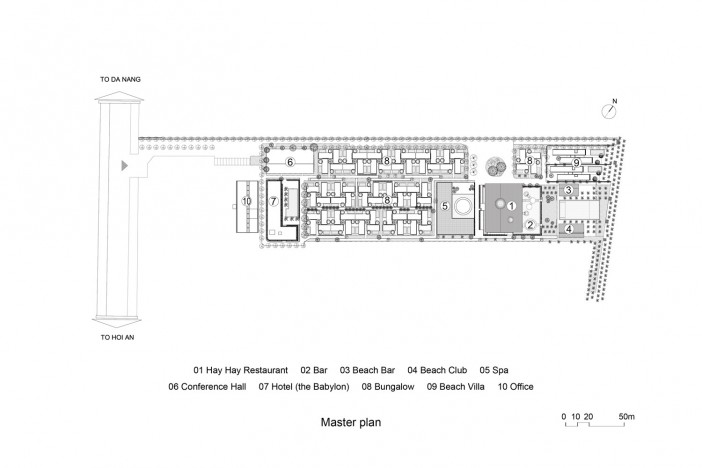 TO DA NANG
N
6
8
8
9
10
7
8
5
1
2
3
4
TO HOI AN
01 Hay Hay Restaurant 02 Bar 03 Beach Bar 04 Beach Club 05 Spa
06 Conference Hall 07 Hotel (the Babylon) 08 Bungalow 09 Beach Villa 10 Office
Master plan
0 10 20 50m